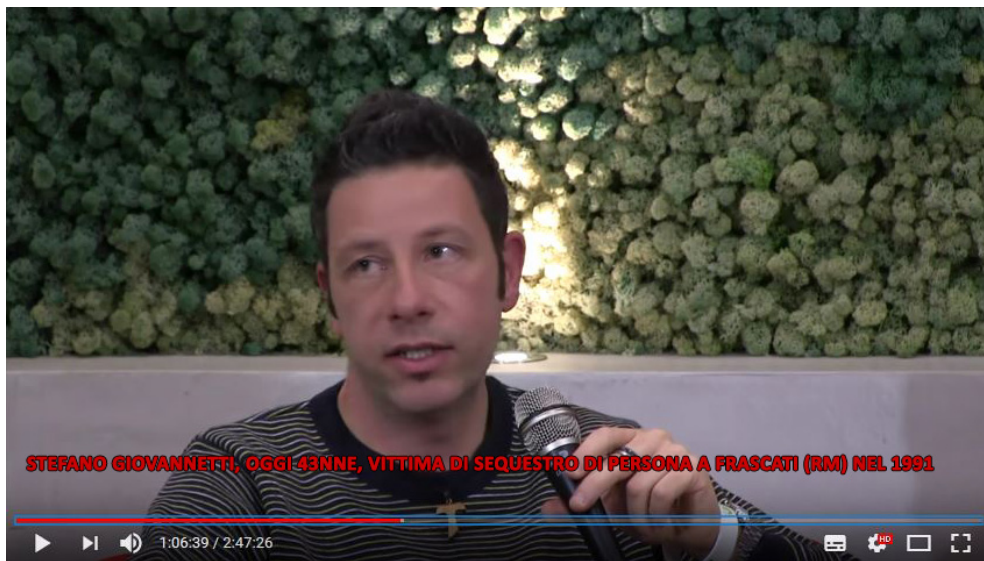 STEFANO GIOVANNETTI, OGGI 43NNE, VITTIMA DI SEQUESTRO DI PERSONA A FRASCATI (RM) NEL 1991
1:06:39 / 2:47:26
HD